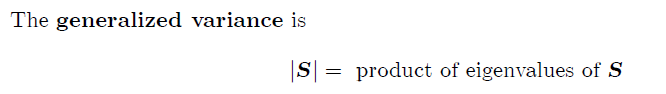 The generalized variance is
|S| = product of eigenvalues of S